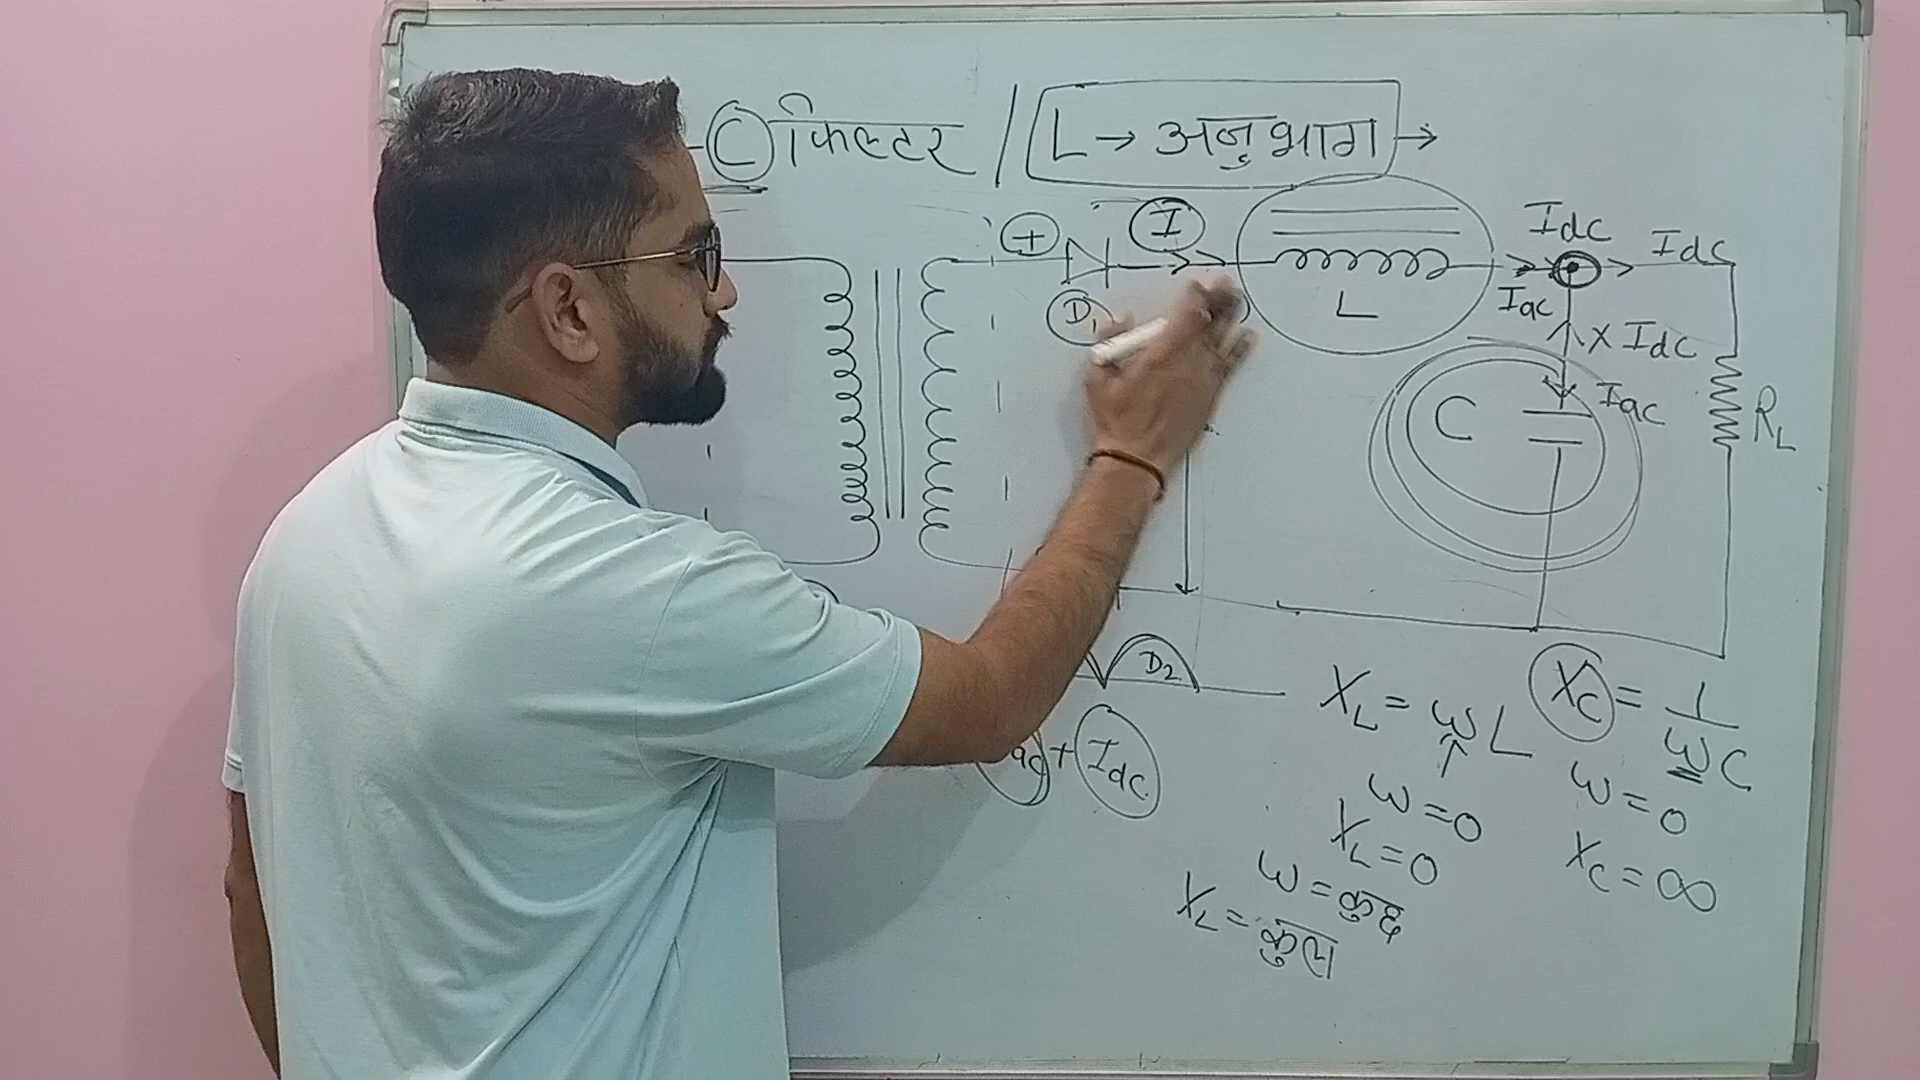 -C फिल्टर / L → अनुभाग →
+ I Idc Idc
D1 L Iac
X Idc
C Iac RL
D2
ac + Idc
XL = ωL XC = 1/ωC
ω = 0 ω = 0
XL = 0 XC = ∞
ω = कुछ
XL =